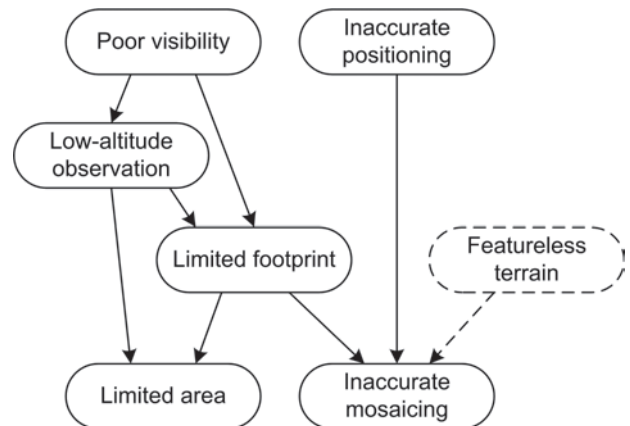 Poor visibility
Inaccurate
positioning
Low-altitude
observation
Limited footprint
Featureless
terrain
Limited area
Inaccurate
mosaicing